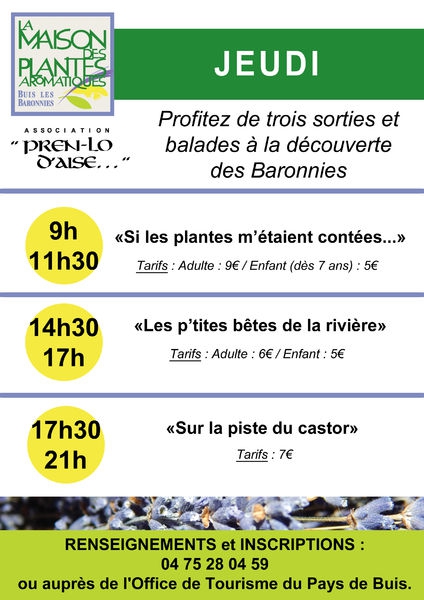 LA
MAISON
DES
PLANTES
AROMATIQUES
BUIS LES
BARONNIES
ASSOCIATION
“ PREN-LO
D'AISE... ”
JEUDI
Profitez de trois sorties et
balades à la découverte
des Baronnies
9h
11h30
«Si les plantes m’étaient contées...»
Tarifs : Adulte : 9€ / Enfant (dès 7 ans) : 5€
14h30
17h
«Les p’tites bêtes de la rivière»
Tarifs : Adulte : 6€ / Enfant : 5€
17h30
21h
«Sur la piste du castor»
Tarifs : 7€
RENSEIGNEMENTS et INSCRIPTIONS :
04 75 28 04 59
ou auprès de l'Office de Tourisme du Pays de Buis.